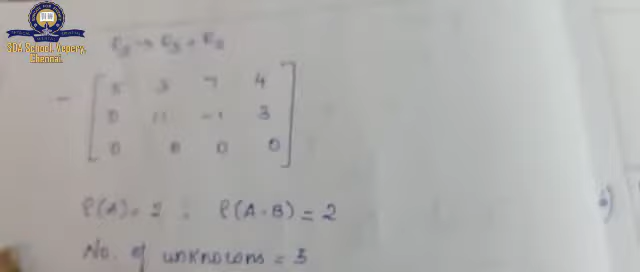 SDA School, Vepery,
Chennai.
R₃ → R₃ + R₂
~ [ 5 3 7 4
0 11 -1 3
0 0 0 0 ]
ρ(A) = 2 ρ(A·B) = 2
No. of unknowns = 3
b)